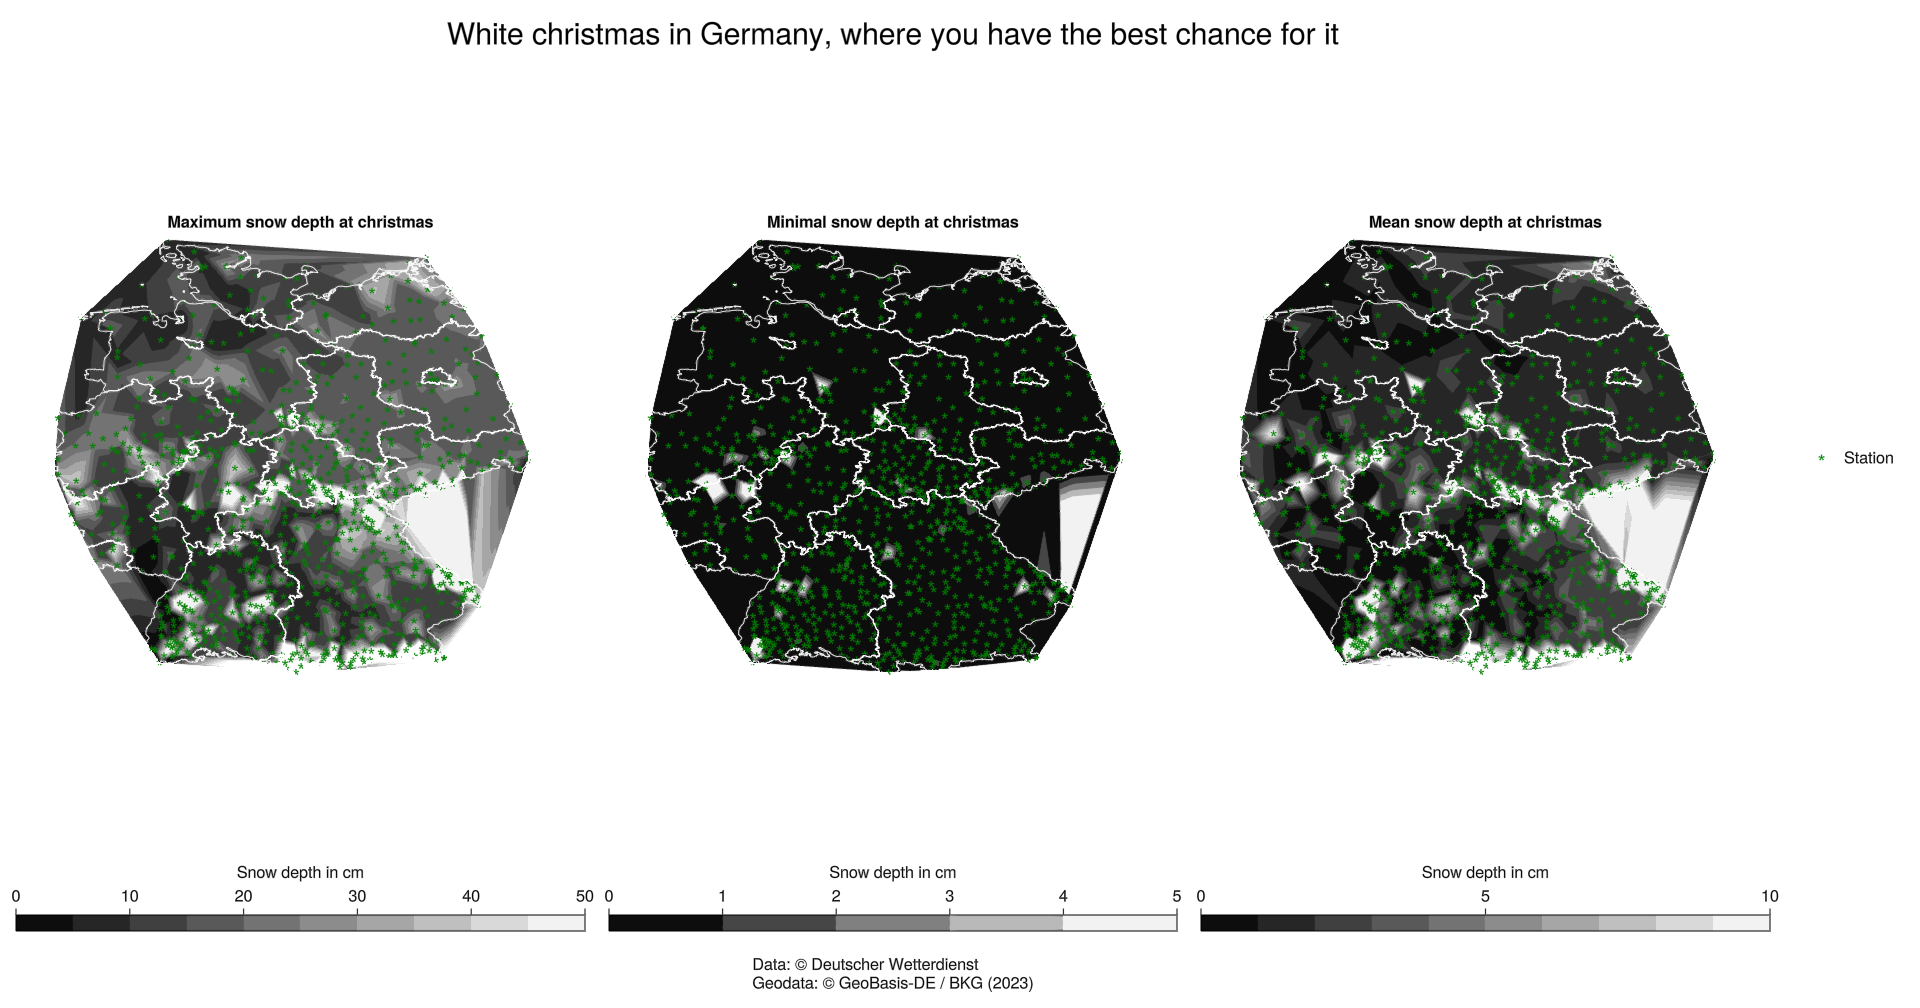 White christmas in Germany, where you have the best chance for it
Maximum snow depth at christmas
Minimal snow depth at christmas
Mean snow depth at christmas
Station
Snow depth in cm
0 10 20 30 40 50
Snow depth in cm
0 1 2 3 4 5
Snow depth in cm
0 5 10
Data: © Deutscher Wetterdienst
Geodata: © GeoBasis-DE / BKG (2023)